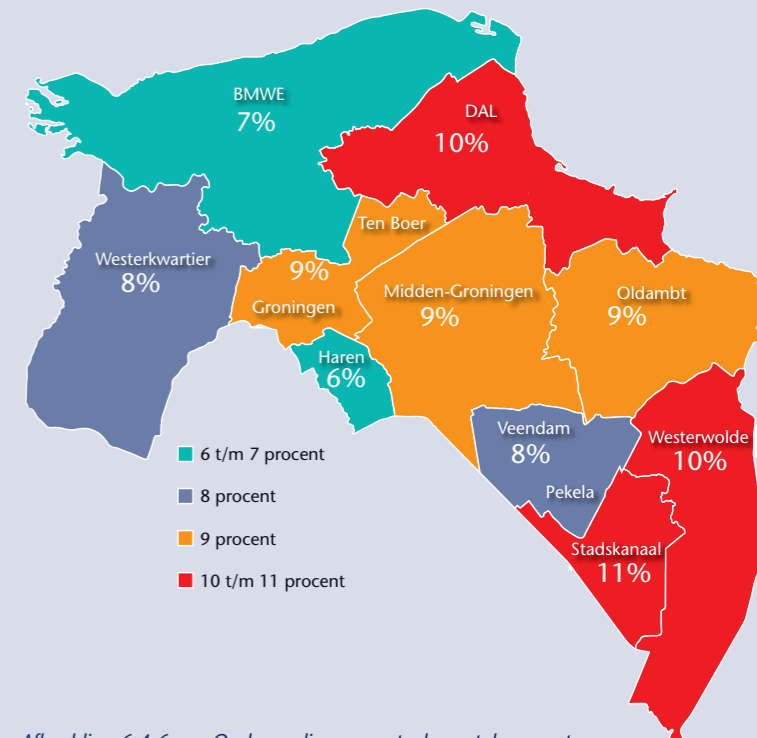 BMWE
7%
DAL
10%
Ten Boer
Westerkwartier
8%
9%
Groningen
Midden-Groningen
9%
Oldambt
9%
Haren
6%
Veendam
8%
Pekela
Westerwolde
10%
Stadskanaal
11%
6 t/m 7 procent
8 procent
9 procent
10 t/m 11 procent